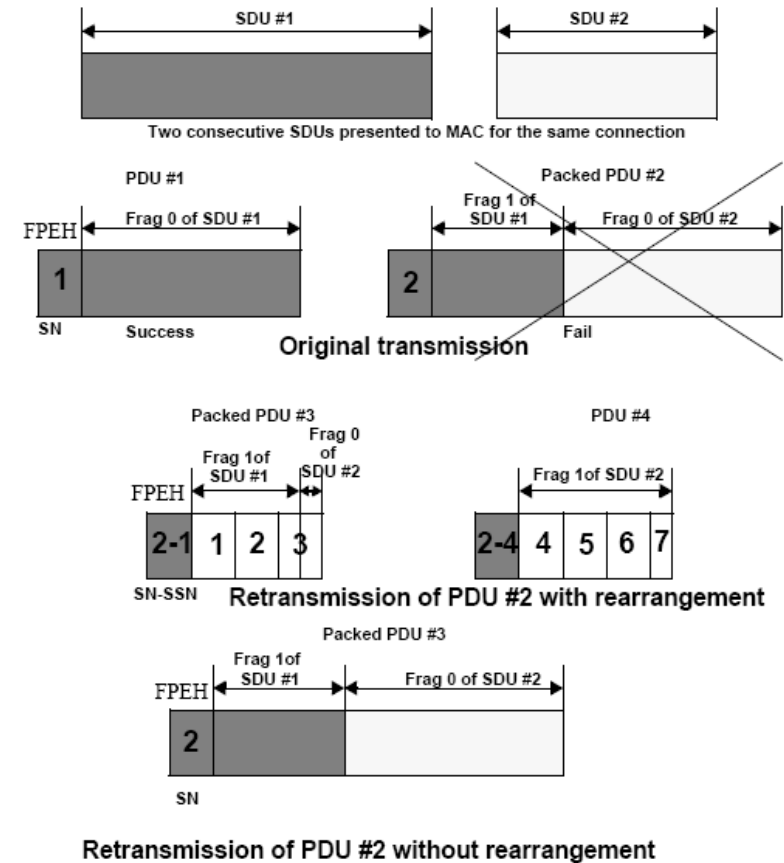 SDU #1
SDU #2
Two consecutive SDUs presented to MAC for the same connection
PDU #1
Packed PDU #2
FPEH
Frag 0 of SDU #1
Frag 1 of
SDU #1
Frag 0 of SDU #2
1
2
SN
Success
Fail
Original transmission
Packed PDU #3
PDU #4
FPEH
Frag 1of
SDU #1
Frag 0
of
SDU #2
Frag 1of SDU #2
2-1
1
2
3
2-4
4
5
6
7
SN-SSN
Retransmission of PDU #2 with rearrangement
Packed PDU #3
FPEH
Frag 1of
SDU #1
Frag 0 of SDU #2
2
SN
Retransmission of PDU #2 without rearrangement